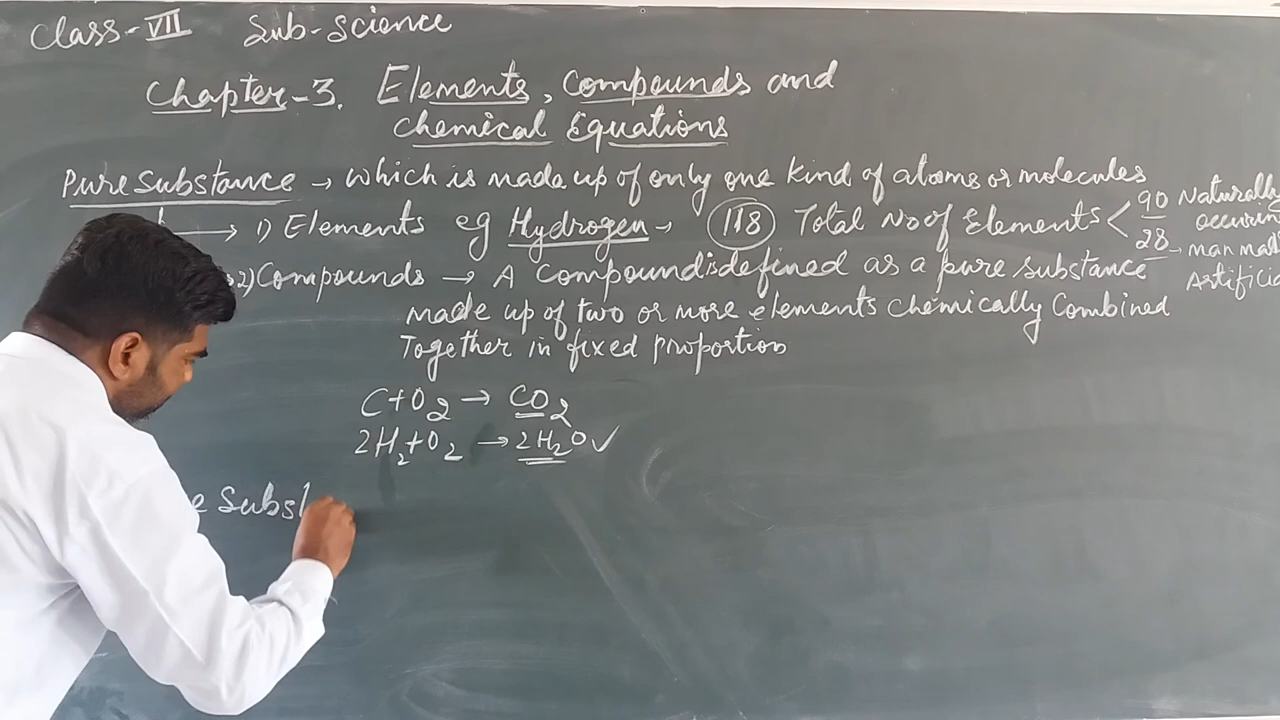 Class-VII Sub-Science
Chapter-3. Elements, Compounds and
Chemical Equations
Pure substance → which is made up of only one kind of atoms or molecules
→ 1) Elements eg Hydrogen → 118 Total No of Elements < 90 Naturally
28 → man
2) Compounds → A Compound is defined as a pure substance
made up of two or more elements Chemically Combined
Together in fixed proportion
C+O2 → CO2
2H2+O2 → 2H2O ✓